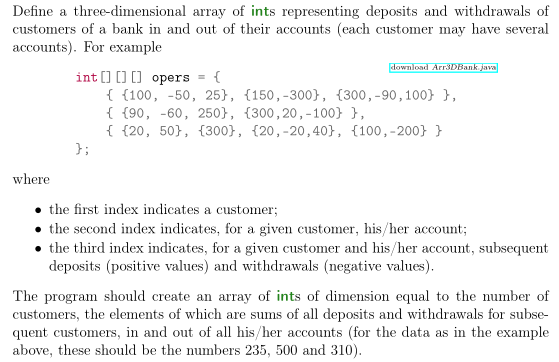 Define a three-dimensional array of ints representing deposits and withdrawals of
customers of a bank in and out of their accounts (each customer may have several
accounts). For example
download Arr3DBank.java
int[][][] opers = {
{ {100, -50, 25}, {150,-300}, {300,-90,100} },
{ {90, -60, 250}, {300,20,-100} },
{ {20, 50}, {300}, {20,-20,40}, {100,-200} }
};
where
• the first index indicates a customer;
• the second index indicates, for a given customer, his/her account;
• the third index indicates, for a given customer and his/her account, subsequent
deposits (positive values) and withdrawals (negative values).
The program should create an array of ints of dimension equal to the number of
customers, the elements of which are sums of all deposits and withdrawals for subse-
quent customers, in and out of all his/her accounts (for the data as in the example
above, these should be the numbers 235, 500 and 310).